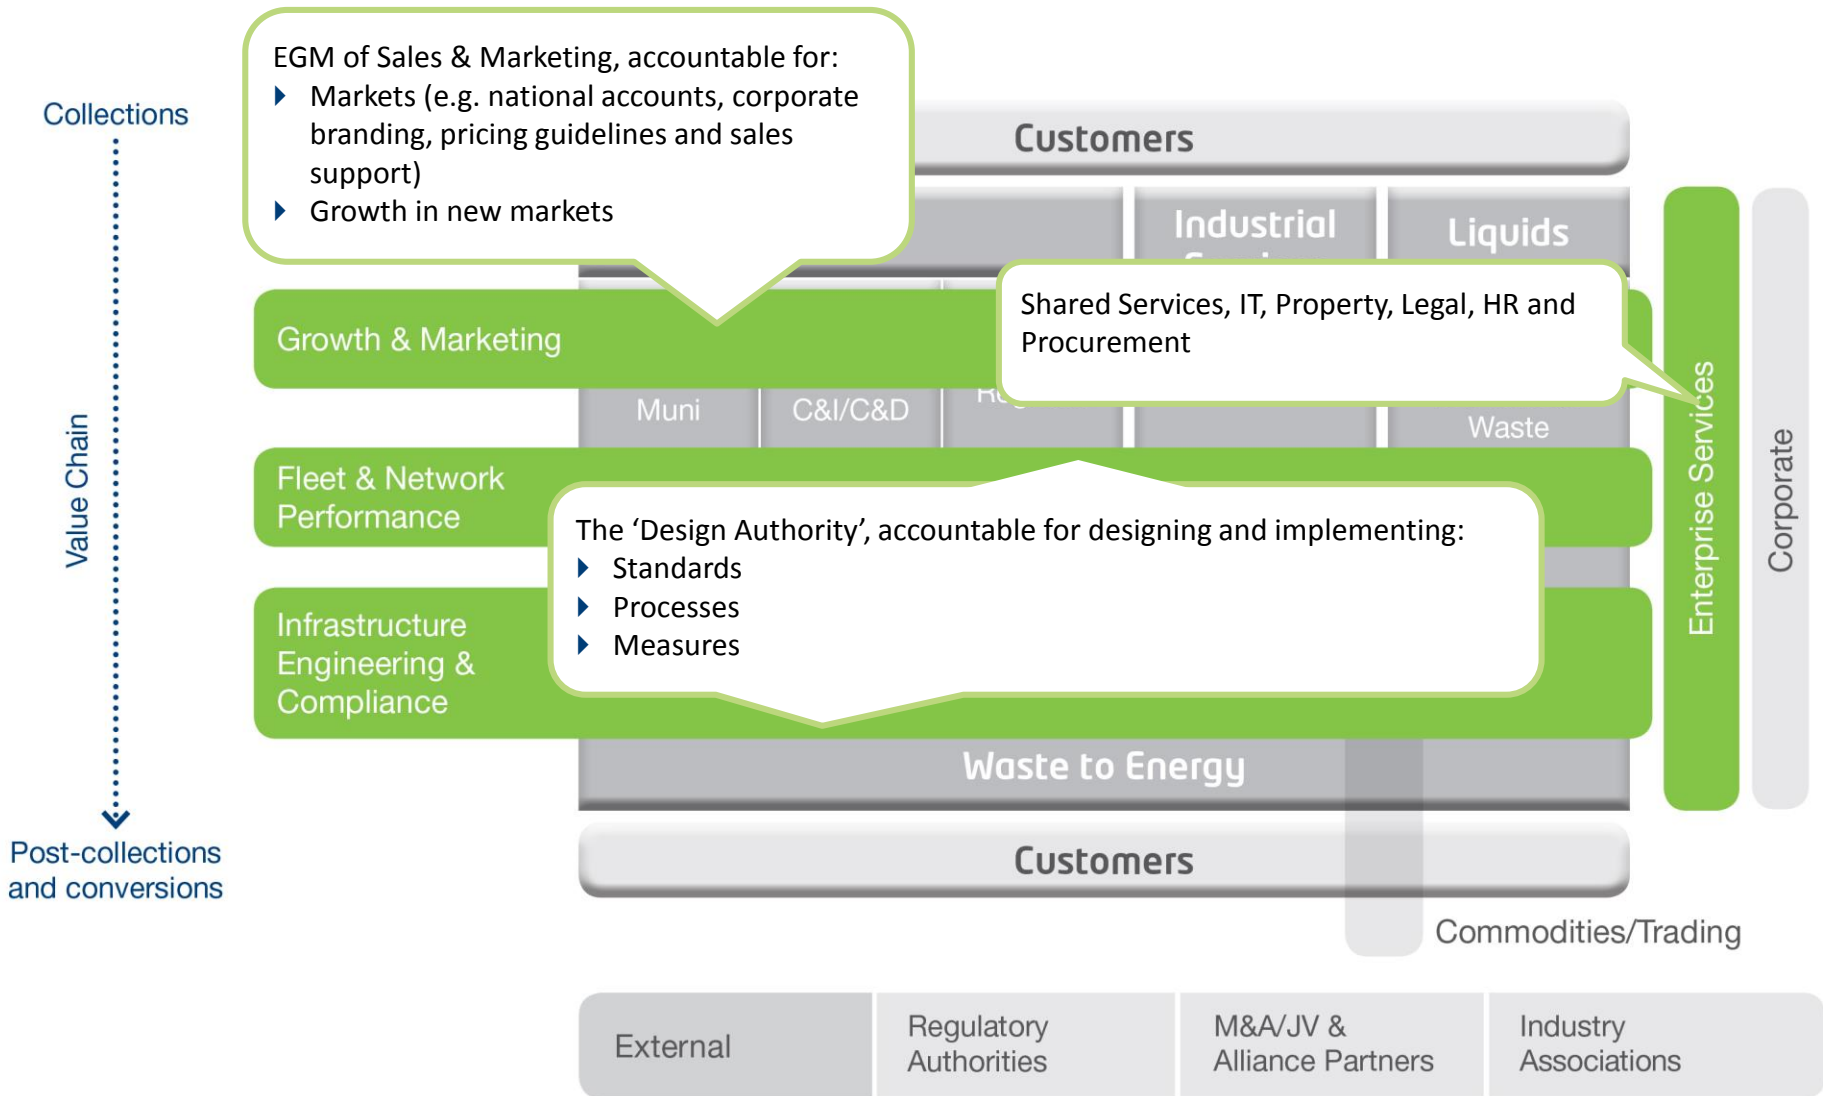 EGM of Sales & Marketing, accountable for:
Markets (e.g. national accounts, corporate
branding, pricing guidelines and sales
support)
Growth in new markets
Collections
Value Chain
Post-collections
and conversions
Customers
Industrial
Liquids
Shared Services, IT, Property, Legal, HR and
Procurement
Growth & Marketing
Muni
C&I/C&D
Waste
Fleet & Network
Performance
The ‘Design Authority’, accountable for designing and implementing:
Standards
Processes
Measures
Infrastructure
Engineering &
Compliance
Enterprise Services
Corporate
Waste to Energy
Customers
Commodities/Trading
External
Regulatory
Authorities
M&A/JV &
Alliance Partners
Industry
Associations